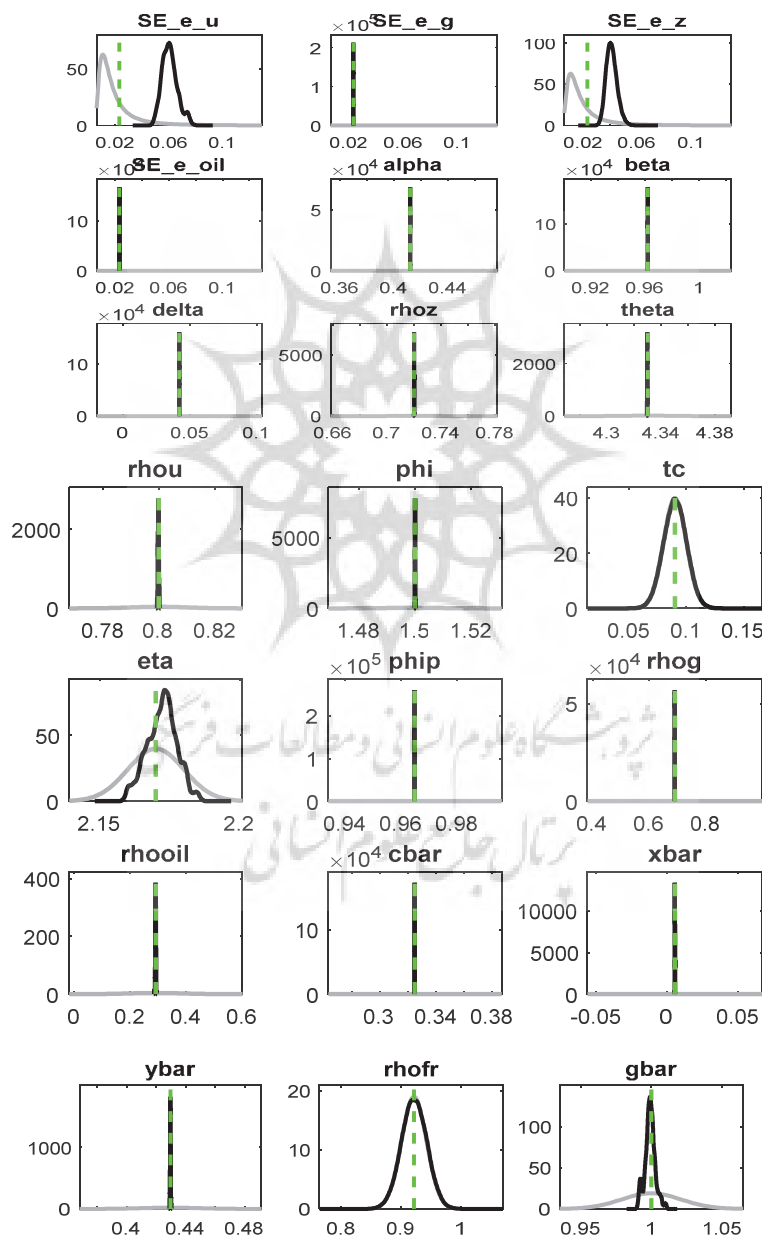 SE_e_u SE_e_g SE_e_z
×10^5
50 0
2 1 0
100 50 0
0.02 0.06 0.1 0.02 0.06 0.1 0.02 0.06 0.1
SE_e_oil alpha beta
×10^4 ×10^4
10 0
5 0
10 0
0.02 0.06 0.1 0.36 0.4 0.44 0.92 0.96 1
delta rhoz theta
×10^4
10 0
5000 0
2000 0
0 0.05 0.1 0.66 0.7 0.74 0.78 4.3 4.34 4.38
rhou phi tc
2000 0
5000 0
40 20 0
0.78 0.8 0.82 1.48 1.5 1.52 0.05 0.1 0.15
eta phip rhog
×10^5 ×10^4
50 0
2 1 0
5 0
2.15 2.2 0.94 0.96 0.98 0.4 0.6 0.8
rhooil cbar xbar
×10^4
400 200 0
10 0
10000 5000 0
0 0.2 0.4 0.6 0.3 0.34 0.38 -0.05 0 0.05
ybar rhofr gbar
1000 0
20 10 0
100 50 0
0.4 0.44 0.48 0.8 0.9 1 0.95 1 1.05
پژوهشگاه علوم انسانی و مطالعات فرهنگی
پرتال جامع علوم انسانی